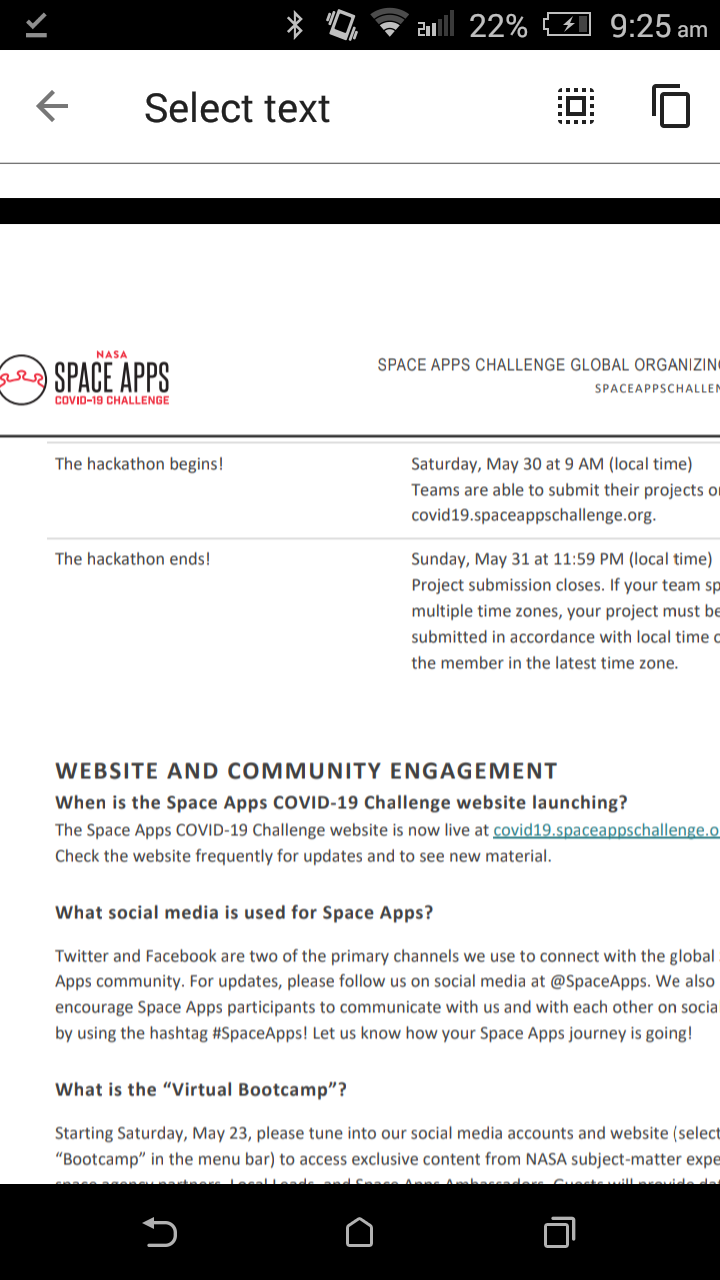 22% 9:25 am
Select text
NASA
SPACE APPS
COVID-19 CHALLENGE
SPACE APPS CHALLENGE GLOBAL
SPACEAPPSCHALLEN
The hackathon begins!
Saturday, May 30 at 9 AM (local time)
Teams are able to submit their projects
covid19.spaceappschallenge.org.
The hackathon ends!
Sunday, May 31 at 11:59 PM (local time)
Project submission closes. If your team sp
multiple time zones, your project must be
submitted in accordance with local time
the member in the latest time zone.
WEBSITE AND COMMUNITY ENGAGEMENT
When is the Space Apps COVID-19 Challenge website launching?
The Space Apps COVID-19 Challenge website is now live at covid19.spaceappschallenge.o
Check the website frequently for updates and to see new material.
What social media is used for Space Apps?
Twitter and Facebook are two of the primary channels we use to connect with the global
Apps community. For updates, please follow us on social media at @SpaceApps. We also
encourage Space Apps participants to communicate with us and with each other on socia
by using the hashtag #SpaceApps! Let us know how your Space Apps journey is going!
What is the “Virtual Bootcamp”?
Starting Saturday, May 23, please tune into our social media accounts and website (select
“Bootcamp” in the menu bar) to access exclusive content from NASA subject-matter expe